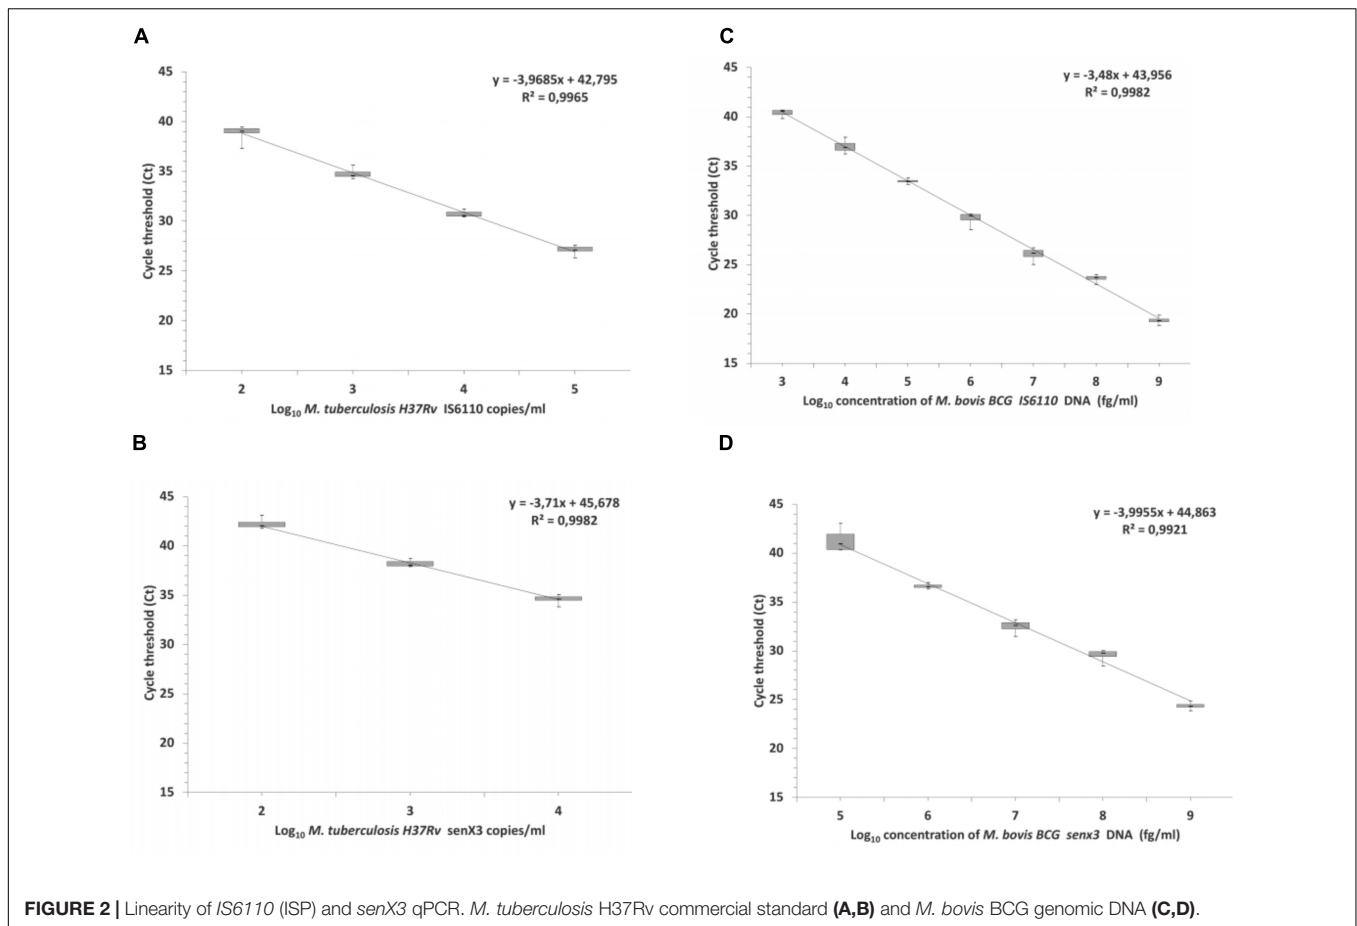 A
45
40
35
30
25
20
15
Cycle threshold (Ct)
y = -3,9685x + 42,795
R² = 0,9965
2 3 4 5
Log₁₀ M. tuberculosis H37Rv IS6110 copies/ml
C
45
40
35
30
25
20
15
Cycle threshold (Ct)
y = -3,48x + 43,956
R² = 0,9982
3 4 5 6 7 8 9
Log₁₀ concentration of M. bovis BCG IS6110 DNA (fg/ml)
B
45
40
35
30
25
20
15
Cycle threshold (Ct)
y = -3,71x + 45,678
R² = 0,9982
2 3 4
Log₁₀ M. tuberculosis H37Rv senX3 copies/ml
D
45
40
35
30
25
20
15
Cycle threshold (Ct)
y = -3,9955x + 44,863
R² = 0,9921
5 6 7 8 9
Log₁₀ concentration of M. bovis BCG senx3 DNA (fg/ml)
FIGURE 2 | Linearity of IS6110 (ISP) and senX3 qPCR. M. tuberculosis H37Rv commercial standard (A,B) and M. bovis BCG genomic DNA (C,D).